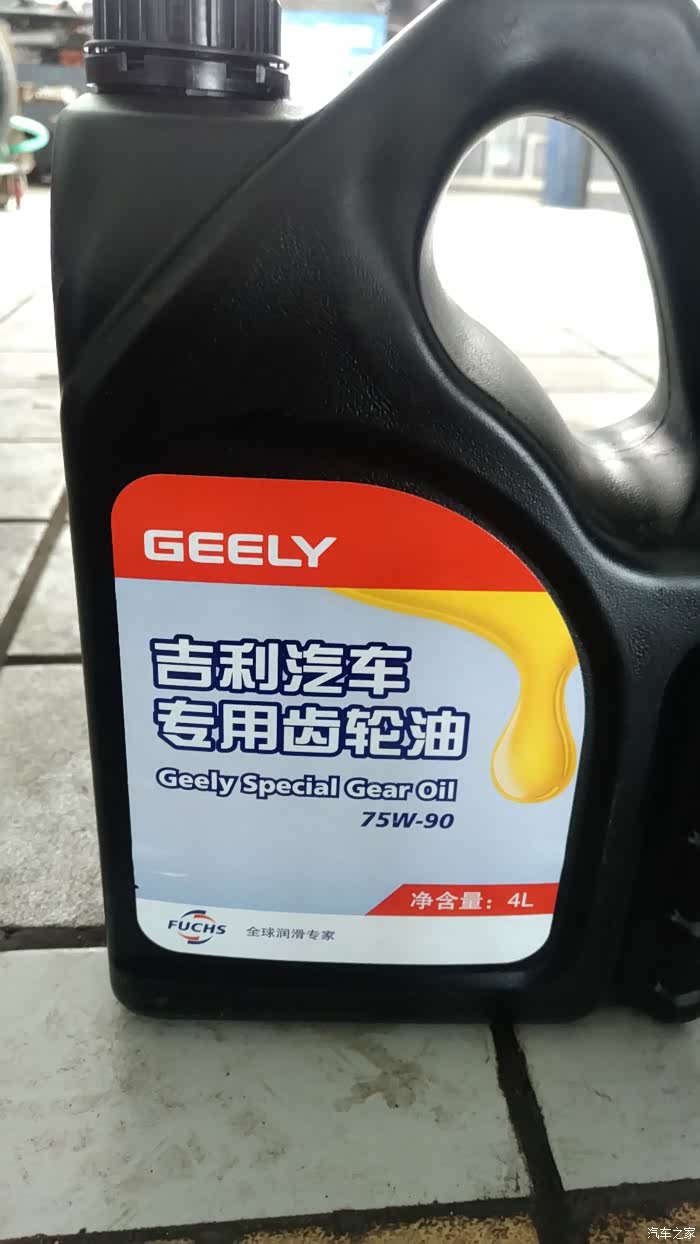 GEELY
吉利汽车
专用齿轮油
Geely Special Gear Oil
75W-90
净含量：4L
FUCHS 全球润滑专家
汽车之家